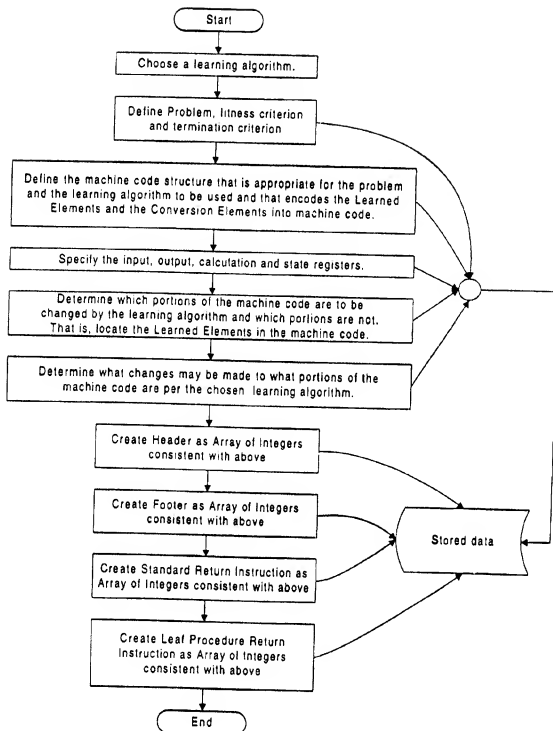 Start
Choose a learning algorithm.
Define Problem, fitness criterion
and termination criterion
Define the machine code structure that is appropriate for the problem
and the learning algorithm to be used and that encodes the Learned
Elements and the Conversion Elements into machine code.
Specify the input, output, calculation and state registers.
Determine which portions of the machine code are to be
changed by the learning algorithm and which portions are not.
That is, locate the Learned Elements in the machine code.
Determine what changes may be made to what portions of the
machine code are per the chosen learning algorithm.
Create Header as Array of Integers
consistent with above
Create Footer as Array of Integers
consistent with above
Stored data
Create Standard Return Instruction as
Array of Integers consistent with above
Create Leaf Procedure Return
Instruction as Array of Integers
consistent with above
End